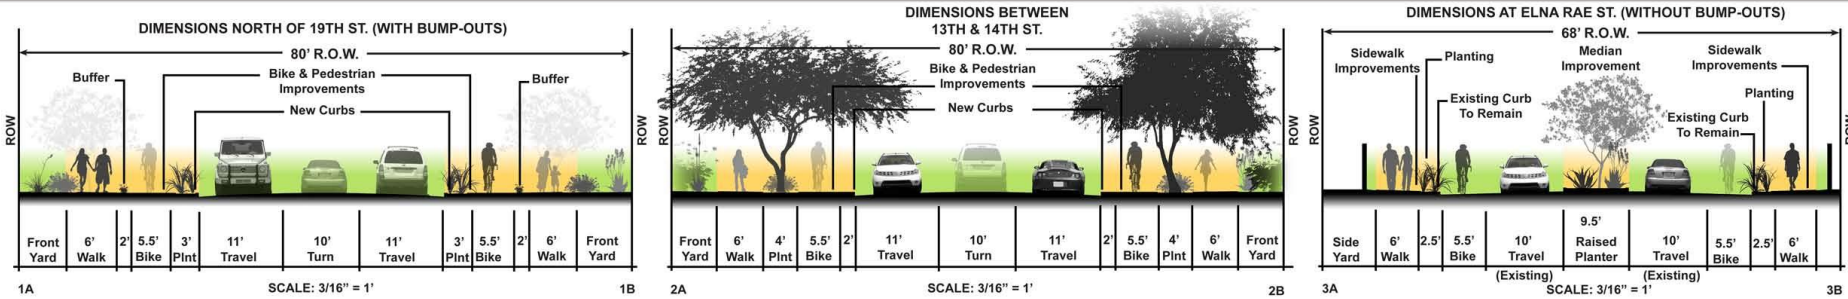 DIMENSIONS NORTH OF 19TH ST. (WITH BUMP-OUTS)
80' R.O.W.
Buffer
Bike & Pedestrian
Improvements
Buffer
New Curbs
ROW
ROW
Front
Yard
6'
Walk
2'
5.5'
Bike
3'
Plnt
11'
Travel
10'
Turn
11'
Travel
3'
Plnt
5.5'
Bike
2'
6'
Walk
Front
Yard
1A
SCALE: 3/16" = 1'
1B
DIMENSIONS BETWEEN
13TH & 14TH ST.
80' R.O.W.
Bike & Pedestrian
Improvements
New Curbs
ROW
ROW
Front
Yard
6'
Walk
4'
Plnt
5.5'
Bike
2'
11'
Travel
10'
Turn
11'
Travel
2'
5.5'
Bike
4'
Plnt
6'
Walk
Front
Yard
2A
SCALE: 3/16" = 1'
2B
DIMENSIONS AT ELNA RAE ST. (WITHOUT BUMP-OUTS)
68' R.O.W.
Sidewalk
Improvements
Planting
Existing Curb
To Remain
Median
Improvement
Sidewalk
Improvements
Planting
Existing Curb
To Remain
ROW
ROW
Side
Yard
6'
Walk
2.5'
5.5'
Bike
10'
Travel
(Existing)
9.5'
Raised
Planter
10'
Travel
(Existing)
5.5'
Bike
2.5'
6'
Walk
3A
SCALE: 3/16" = 1'
3B